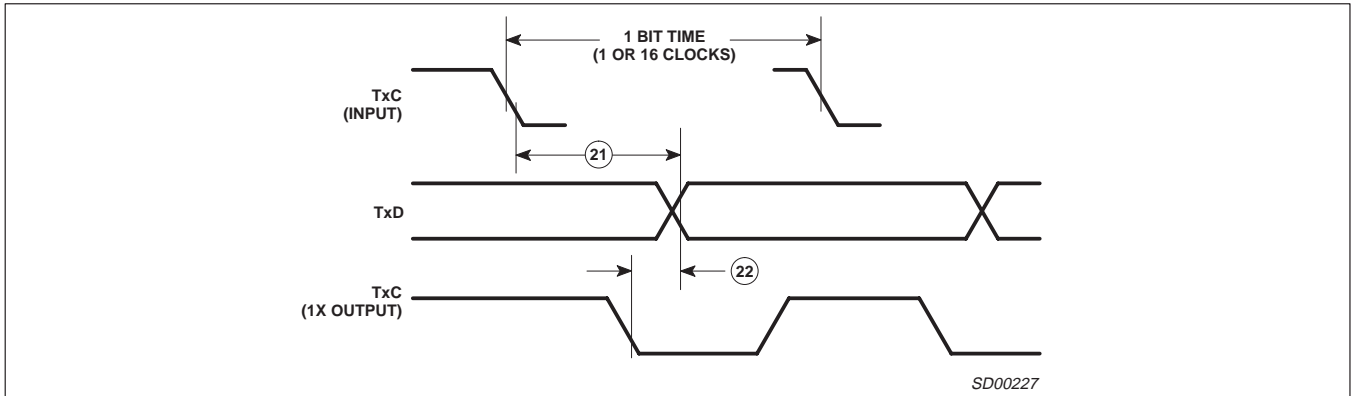 1 BIT TIME
(1 OR 16 CLOCKS)
TxC
(INPUT)
21
TxD
22
TxC
(1X OUTPUT)
SD00227